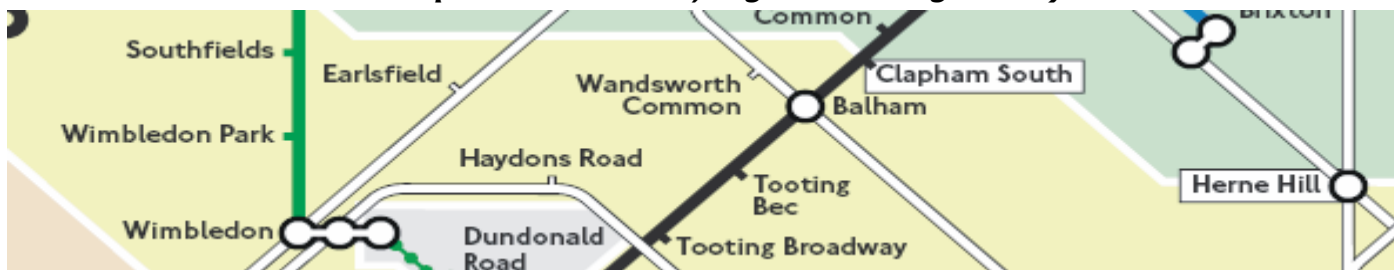 Common
Brixton
Southfields
Earlsfield
Wandsworth
Common
Clapham South
Balham
Wimbledon Park
Haydons Road
Tooting
Bec
Herne Hill
Wimbledon
Dundonald
Road
Tooting Broadway